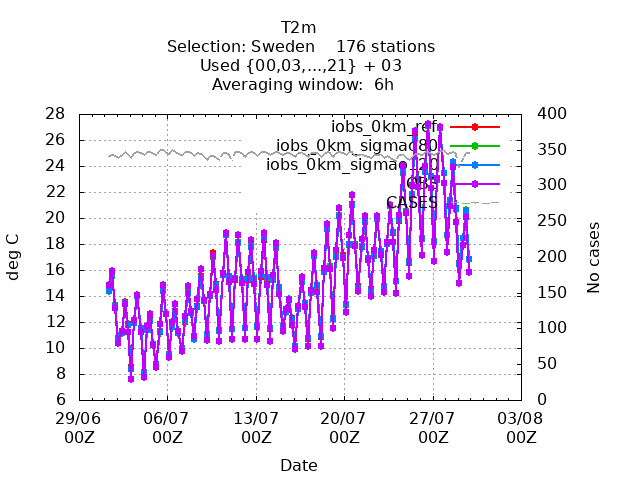 T2m
Selection: Sweden 176 stations
Used {00,03,...,21} + 03
Averaging window: 6h
28
26
24
22
20
18
16
14
12
10
8
6
400
350
300
250
200
150
100
50
0
deg C
No cases
iobs_0km_ref
iobs_0km_sigmao80
OBS
CASES
29/06 06/07 13/07 20/07 27/07 03/08
00Z 00Z 00Z 00Z 00Z 00Z
Date